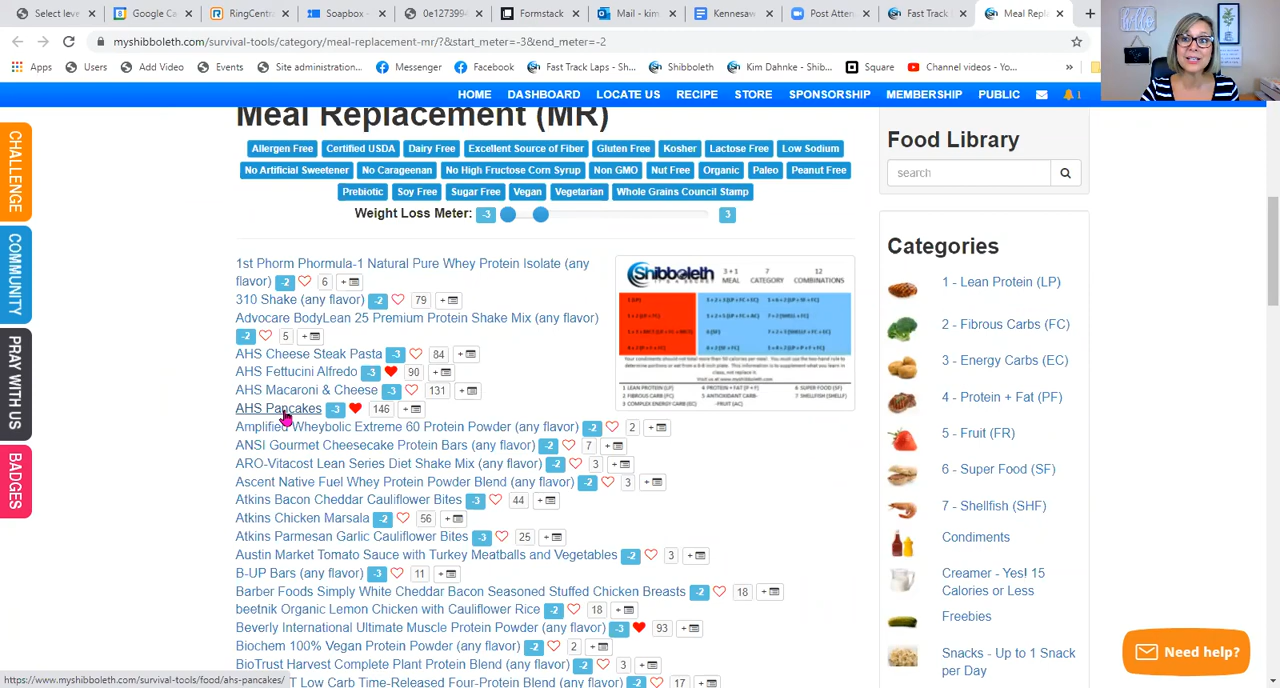 Select leve
Google Ca
RingCentr
Soapbox -
0e127399
Formstack
Mail - kim
Kennesaw
Post Atten
Fast Track
Meal Repl
myshibboleth.com/survival-tools/category/meal-replacement-mr/?&start_meter=-3&end_meter=-2
Apps Users Add Video Events Site administration... Messenger Fast Track Laps - Sh... Shibboleth Kim Dahnke - Shib... Square Channel videos - Yo... »
HOME DASHBOARD LOCATE US RECIPE STORE SPONSORSHIP MEMBERSHIP PUBLIC 1
CHALLENGE
COMMUNITY
PRAY WITH US
BADGES
Meal Replacement (MR)
Allergen Free Certified USDA Dairy Free Excellent Source of Fiber Gluten Free Kosher Lactose Free Low Sodium
No Artificial Sweetener No Carageenan No High Fructose Corn Syrup Non GMO Nut Free Organic Paleo Peanut Free
Prebiotic Soy Free Sugar Free Vegan Vegetarian Whole Grains Council Stamp
Weight Loss Meter: -3 3
1st Phorm Phormula-1 Natural Pure Whey Protein Isolate (any
flavor) -2 6 +
310 Shake (any flavor) -2 79 +
Advocare BodyLean 25 Premium Protein Shake Mix (any flavor)
-2 5 +
AHS Cheese Steak Pasta -3 84 +
AHS Fettucini Alfredo -3 90 +
AHS Macaroni & Cheese -3 +
AHS Pancakes -3 146 +
Amplified Wheybolic Extreme 60 Protein Powder (any flavor) -2 2 +
ANSI Gourmet Cheesecake Protein Bars (any flavor) -2 7 +
ARO-Vitacost Lean Series Diet Shake Mix (any flavor) -2 3 +
Ascent Native Fuel Whey Protein Powder Blend (any flavor) -2 3 +
Atkins Bacon Cheddar Cauliflower Bites -3 44 +
Atkins Chicken Marsala -2 56 +
Atkins Parmesan Garlic Cauliflower Bites -3 25 +
Austin Market Tomato Sauce with Turkey Meatballs and Vegetables -2 3 +
B-UP Bars (any flavor) -3 11 +
Barber Foods Simply White Cheddar Bacon Seasoned Stuffed Chicken Breasts -2 18 +
beetnik Organic Lemon Chicken with Cauliflower Rice -2 18 +
Beverly International Ultimate Muscle Protein Powder (any flavor) -3 93 +
Biochem 100% Vegan Protein Powder (any flavor) -2 2 +
BioTrust Harvest Complete Plant Protein Blend (any flavor) -2 3 +
T Low Carb Time-Released Four-Protein Blend (any flavor) -2 17 +
Shibboleth
3 + 1 MEAL 7 CATEGORY 12 COMBINATIONS
Food Library
search
Categories
1 - Lean Protein (LP)
2 - Fibrous Carbs (FC)
3 - Energy Carbs (EC)
4 - Protein + Fat (PF)
5 - Fruit (FR)
6 - Super Food (SF)
7 - Shellfish (SHF)
Condiments
Creamer - Yes! 15
Calories or Less
Freebies
Snacks - Up to 1 Snack
per Day
Need help?
https://www.myshibboleth.com/survival-tools/food/ahs-pancakes/
hello